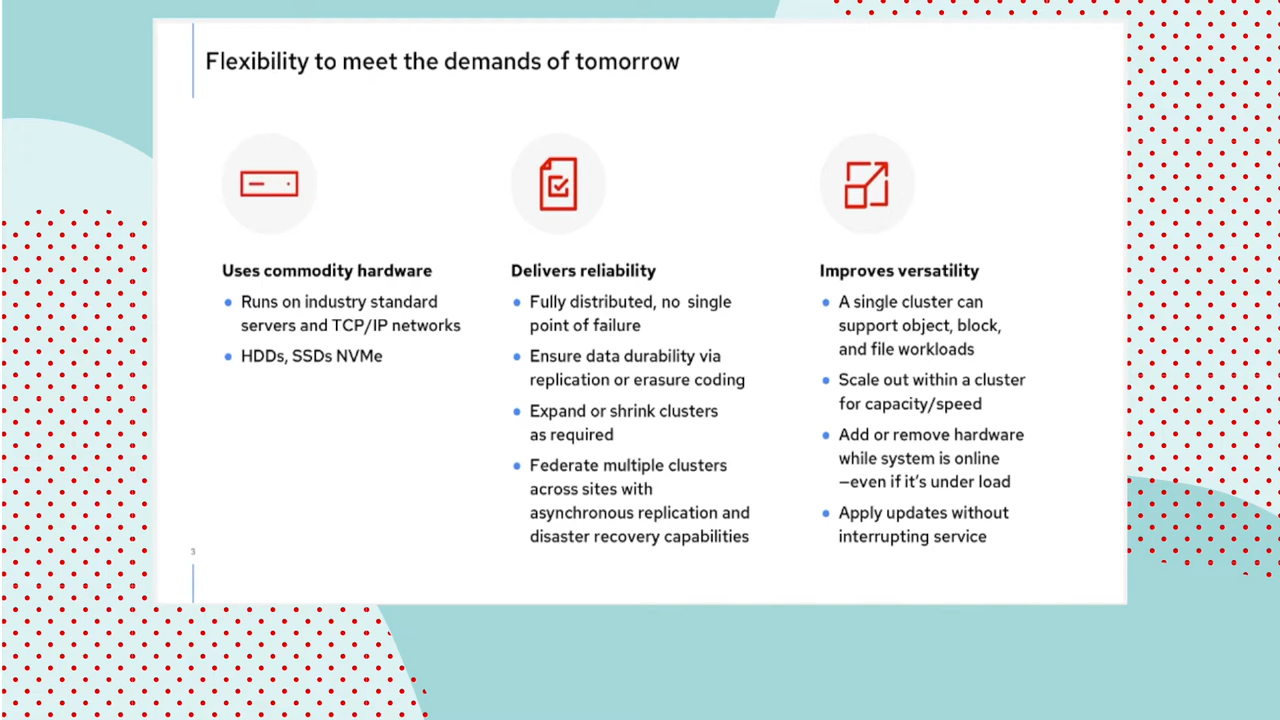 Flexibility to meet the demands of tomorrow
Uses commodity hardware
Runs on industry standard
servers and TCP/IP networks
HDDs, SSDs NVMe
Delivers reliability
Fully distributed, no single
point of failure
Ensure data durability via
replication or erasure coding
Expand or shrink clusters
as required
Federate multiple clusters
across sites with
asynchronous replication and
disaster recovery capabilities
Improves versatility
A single cluster can
support object, block,
and file workloads
Scale out within a cluster
for capacity/speed
Add or remove hardware
while system is online
—even if it’s under load
Apply updates without
interrupting service
3